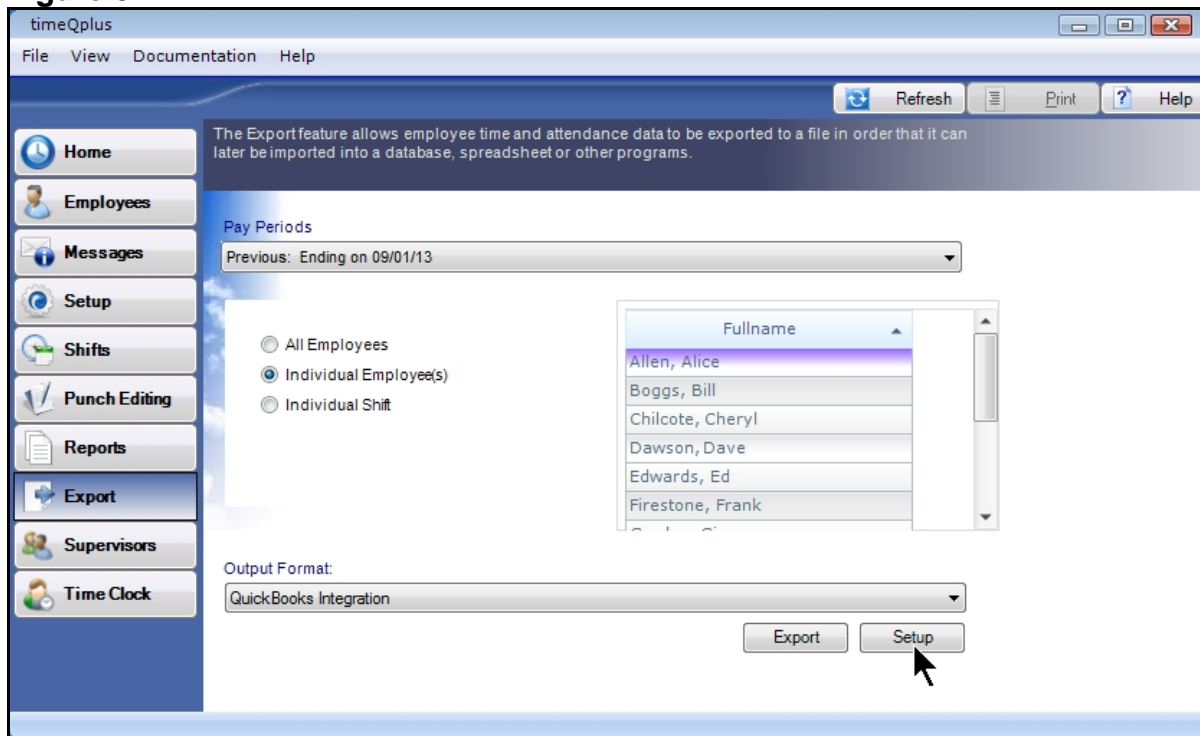 timeQplus
File View Documentation Help
Refresh Print Help
The Export feature allows employee time and attendance data to be exported to a file in order that it can
later be imported into a database, spreadsheet or other programs.
Home
Employees
Messages
Setup
Shifts
Punch Editing
Reports
Export
Supervisors
Time Clock
Pay Periods
Previous: Ending on 09/01/13
All Employees
Individual Employee(s)
Individual Shift
Fullname
Allen, Alice
Boggs, Bill
Chilcote, Cheryl
Dawson, Dave
Edwards, Ed
Firestone, Frank
Output Format:
QuickBooks Integration
Export Setup